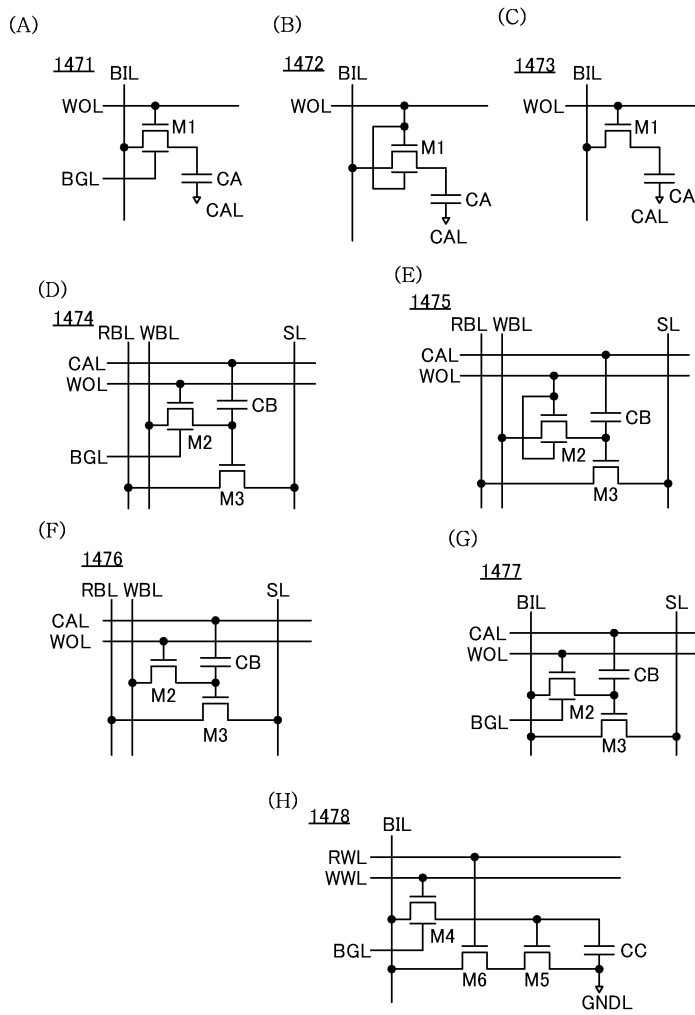 (A)
1471 BIL
WOL
M1
BGL
CA
CAL
(B)
1472
BIL
WOL
M1
CA
CAL
(C)
1473 BIL
WOL
M1
CA
CAL
(D)
1474
RBL WBL SL
CAL
WOL
CB
M2
BGL
M3
(E)
1475
RBL WBL SL
CAL
WOL
CB
M2
M3
(F)
1476
RBL WBL SL
CAL
WOL
CB
M2
M3
(G)
1477
BIL SL
CAL
WOL
CB
M2
BGL
M3
(H)
1478 BIL
RWL
WWL
M4
BGL
CC
M6 M5
GNDL